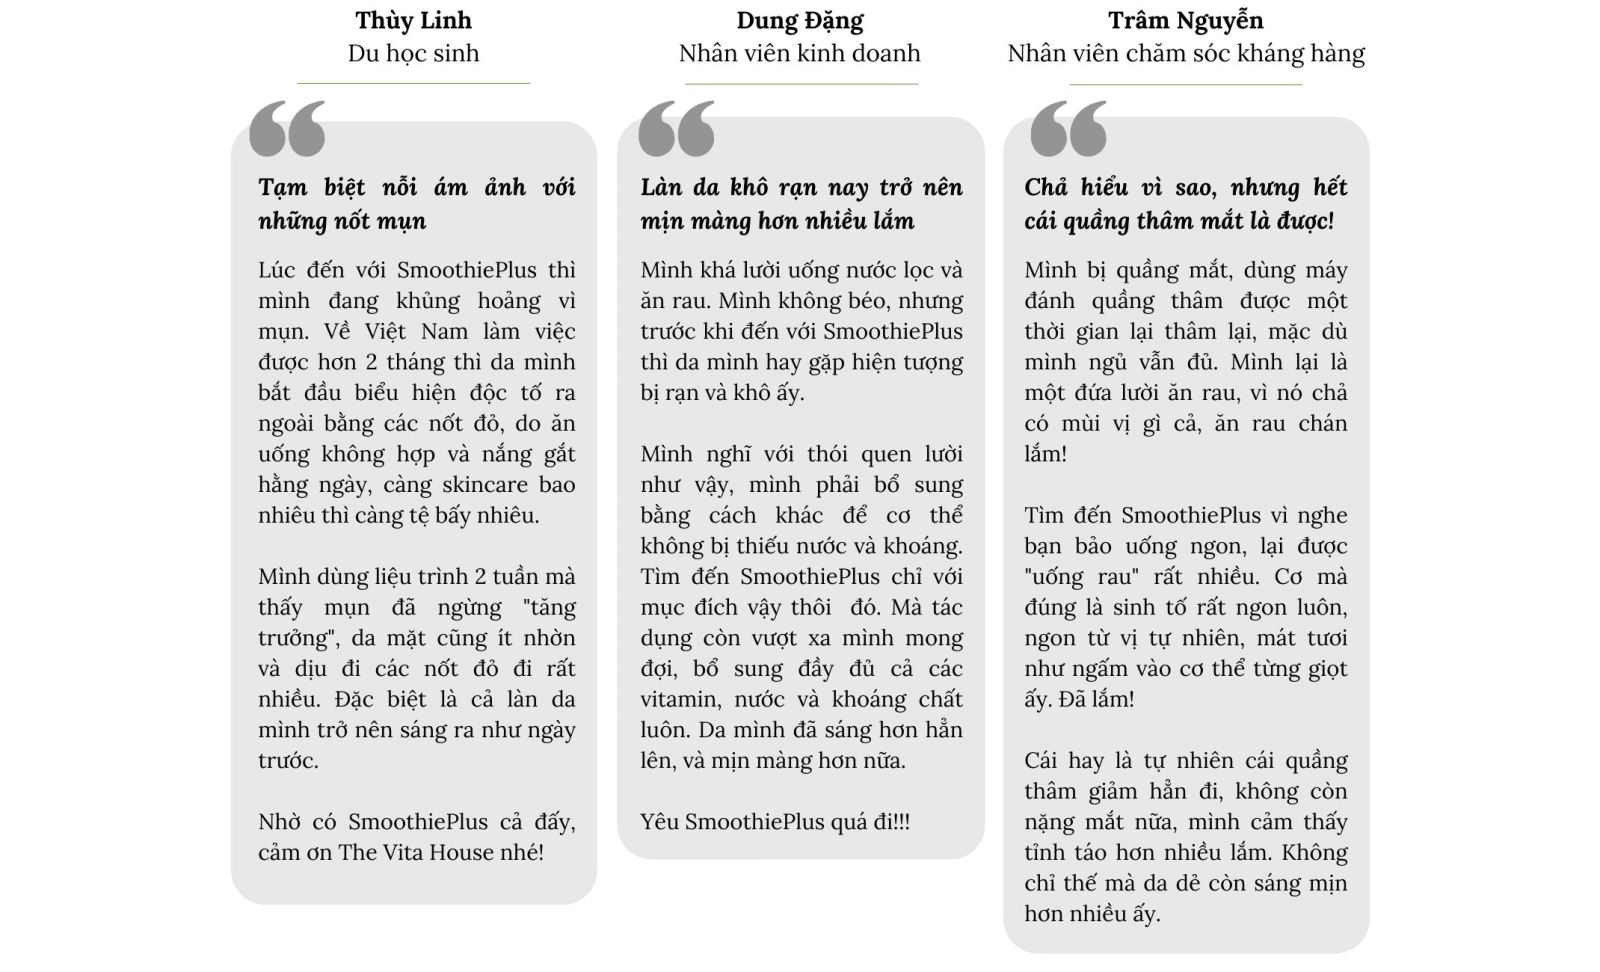 Thùy Linh
Du học sinh
Tạm biệt nỗi ám ảnh với
những nốt mụn
Lúc đến với SmoothiePlus thì
mình đang khủng hoảng vì
mụn. Về Việt Nam làm việc
được hơn 2 tháng thì da mình
bắt đầu biểu hiện độc tố ra
ngoài bằng các nốt đỏ, do ăn
uống không hợp và nắng gắt
hằng ngày, càng skincare bao
nhiêu thì càng tệ bấy nhiêu.
Mình dùng liệu trình 2 tuần mà
thấy mụn đã ngừng "tăng
trưởng", da mặt cũng ít nhờn
và dịu đi các nốt đỏ đi rất
nhiều. Đặc biệt là cả làn da
mình trở nên sáng ra như ngày
trước.
Nhờ có SmoothiePlus cả đấy,
cảm ơn The Vita House nhé!
Dung Đặng
Nhân viên kinh doanh
Làn da khô rạn nay trở nên
mịn màng hơn nhiều lắm
Mình khá lười uống nước lọc và
ăn rau. Mình không béo, nhưng
trước khi đến với SmoothiePlus
thì da mình hay gặp hiện tượng
bị rạn và khô ấy.
Mình nghĩ với thói quen lười
như vậy, mình phải bổ sung
bằng cách khác để cơ thể
không bị thiếu nước và khoáng.
Tìm đến SmoothiePlus chỉ với
mục đích vậy thôi đó. Mà tác
dụng còn vượt xa mình mong
đợi, bổ sung đầy đủ cả các
vitamin, nước và khoáng chất
luôn. Da mình đã sáng hơn hẳn
lên, và mịn màng hơn nữa.
Yêu SmoothiePlus quá đi!!!
Trâm Nguyễn
Nhân viên chăm sóc kháng hàng
Chả hiểu vì sao, nhưng hết
cái quầng thâm mắt là được!
Mình bị quầng mắt, dùng máy
đánh quầng thâm được một
thời gian lại thâm lại, mặc dù
mình ngủ vẫn đủ. Mình lại là
một đứa lười ăn rau, vì nó chả
có mùi vị gì cả, ăn rau chán
lắm!
Tìm đến SmoothiePlus vì nghe
bạn bảo uống ngon, lại được
"uống rau" rất nhiều. Cơ mà
đúng là sinh tố rất ngon luôn,
ngon từ vị tự nhiên, mát tươi
như ngấm vào cơ thể từng giọt
ấy. Đã lắm!
Cái hay là tự nhiên cái quầng
thâm giảm hẳn đi, không còn
nặng mắt nữa, mình cảm thấy
tỉnh táo hơn nhiều lắm. Không
chỉ thế mà da dẻ còn sáng mịn
hơn nhiều ấy.